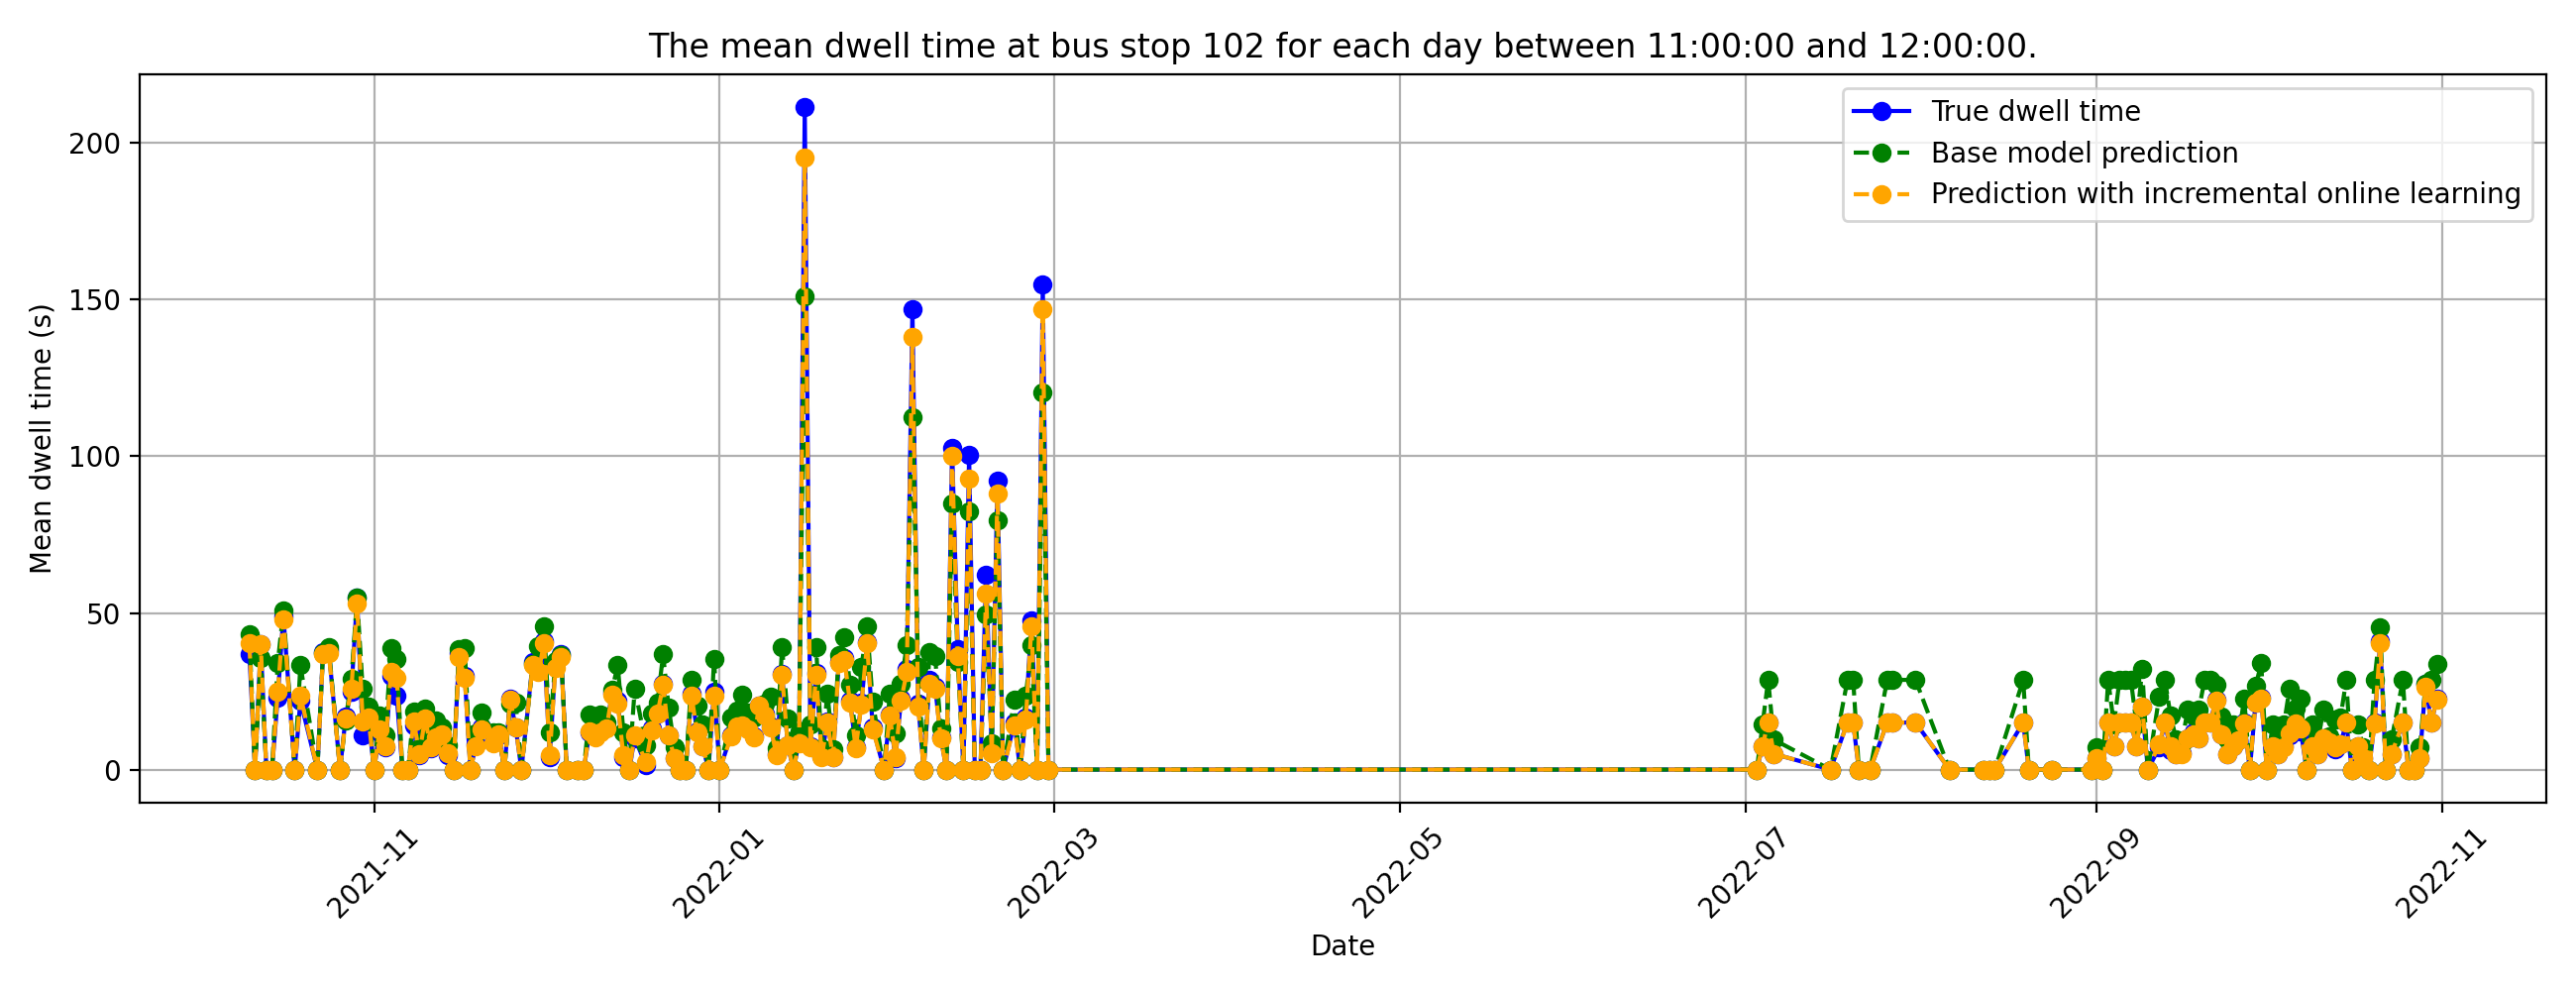 The mean dwell time at bus stop 102 for each day between 11:00:00 and 12:00:00.
True dwell time
Base model prediction
Prediction with incremental online learning
Mean dwell time (s)
200
150
100
50
0
2021-11
2022-01
2022-03
2022-05
2022-07
2022-09
2022-11
Date